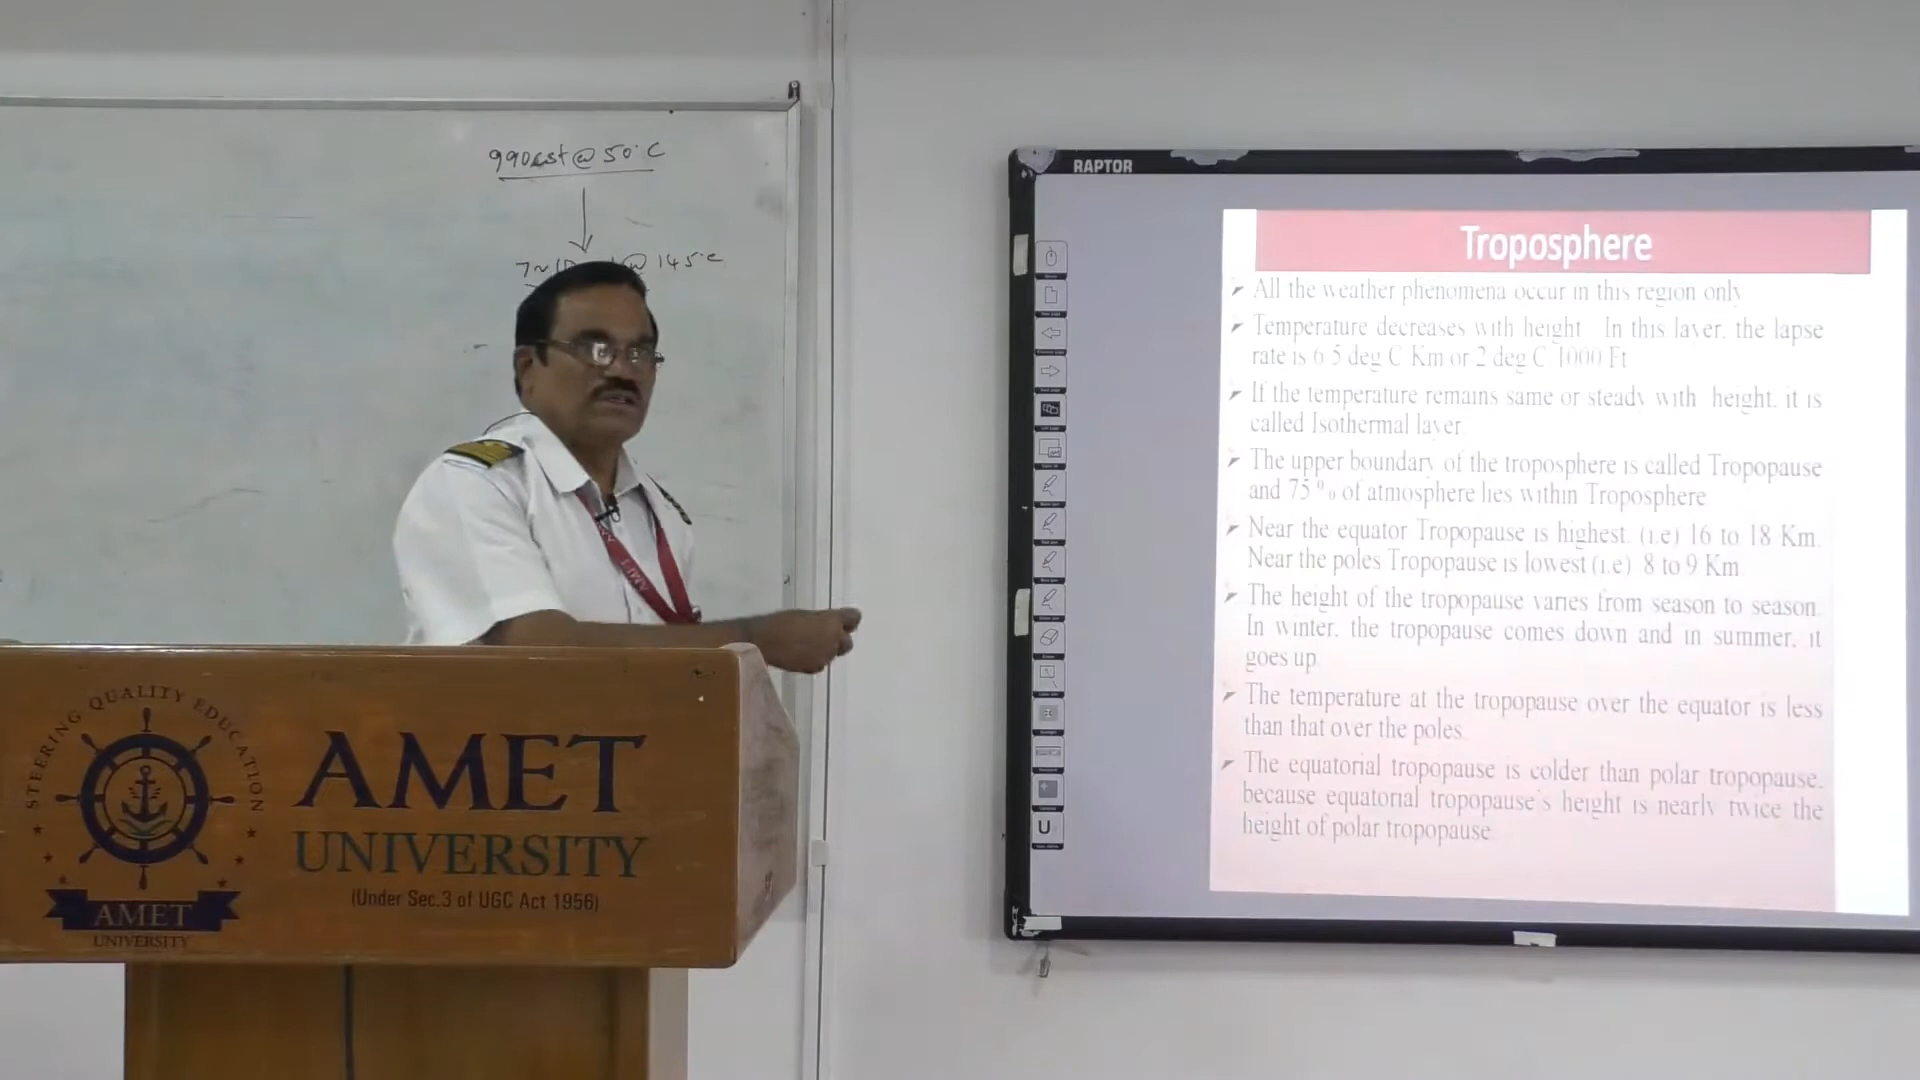 990cst @ 50°C
@ 145°C
RAPTOR
Troposphere
All the weather phenomena occur in this region only
Temperature decreases with height In this layer, the lapse
rate is 6 5 deg C Km or 2 deg C 1000 Ft
If the temperature remains same or steady with height, it is
called Isothermal layer
The upper boundary of the troposphere is called Tropopause
and 75% of atmosphere lies within Troposphere
Near the equator Tropopause is highest. (i.e) 16 to 18 Km.
Near the poles Tropopause is lowest (i.e) 8 to 9 Km
The height of the tropopause varies from season to season.
In winter, the tropopause comes down and in summer, it
goes up
The temperature at the tropopause over the equator is less
than that over the poles
The equatorial tropopause is colder than polar tropopause,
because equatorial tropopause's height is nearly twice the
height of polar tropopause
U
AMET
STEERING QUALITY EDUCATION
AMET
UNIVERSITY
AMET
UNIVERSITY
(Under Sec.3 of UGC Act 1956)